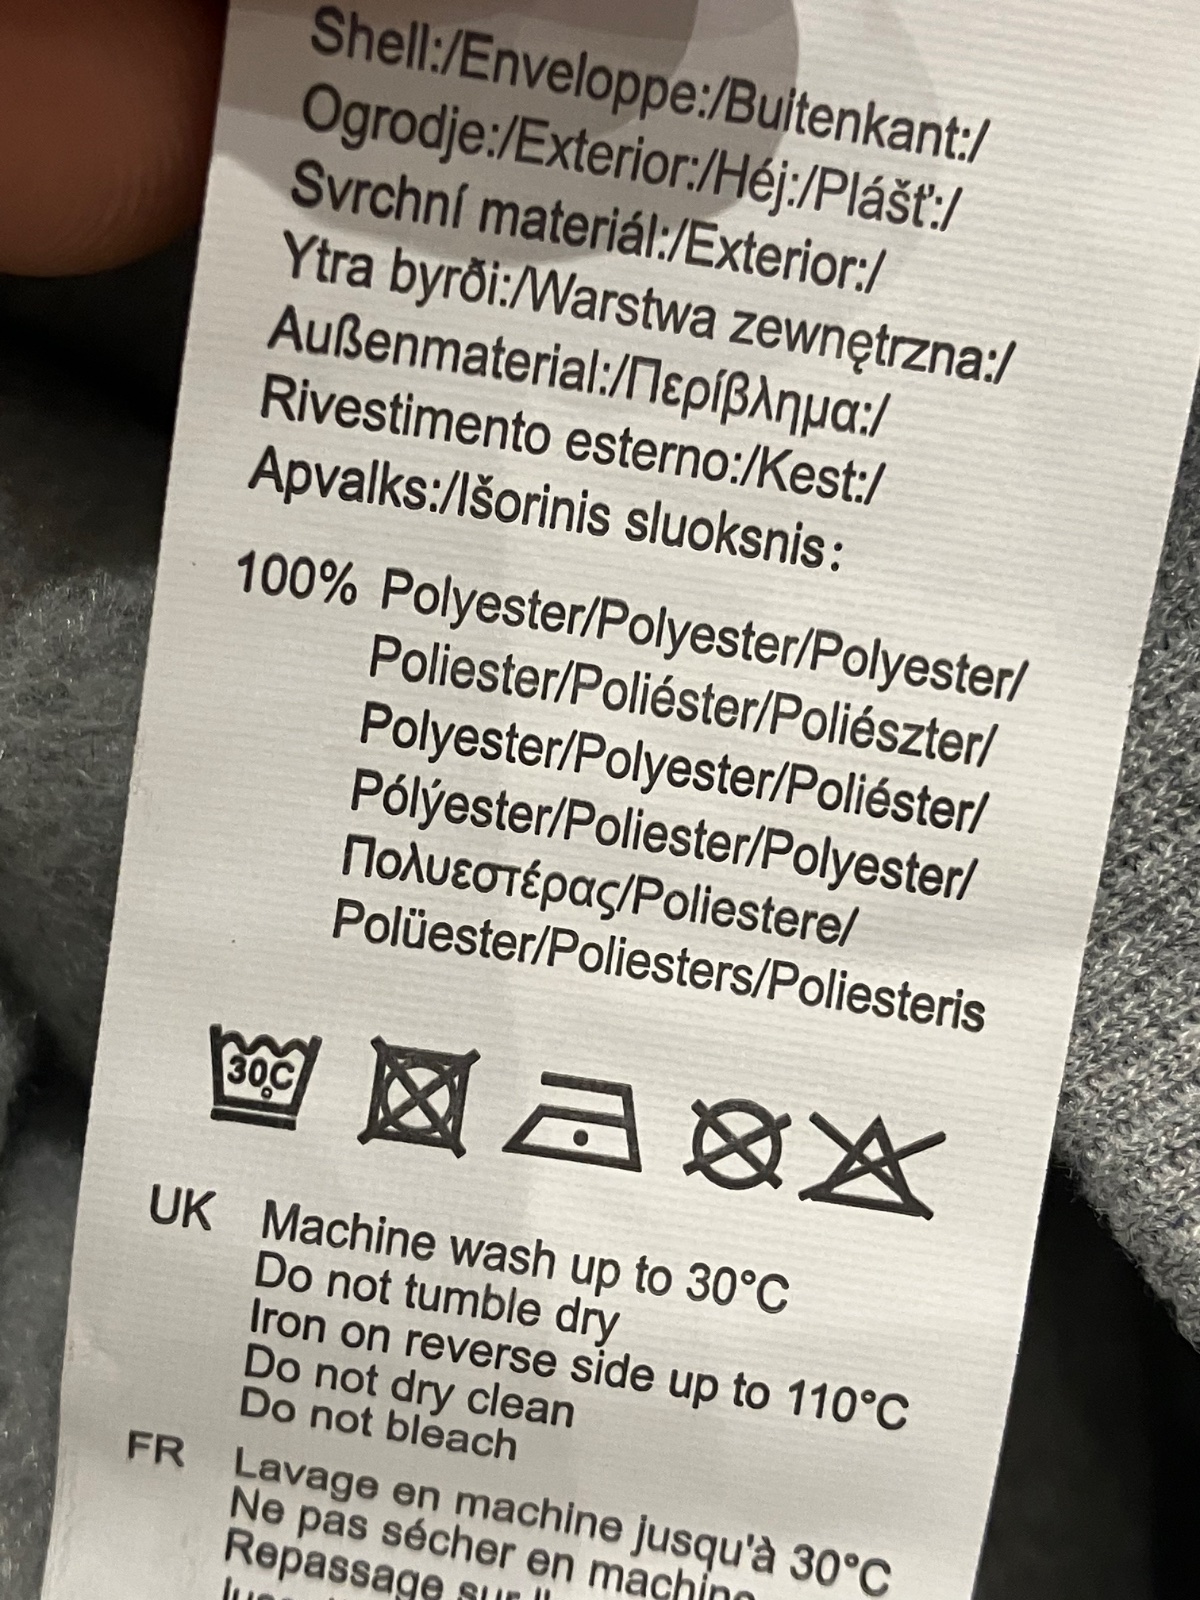 Shell:/Enveloppe:/Buitenkant:/
Ogrodje:/Exterior:/Héj:/Plášť:/
Svrchní materiál:/Exterior:/
Ytra byrði:/Warstwa zewnętrzna:/
Außenmaterial:/Περίβλημα:/
Rivestimento esterno:/Kest:/
Apvalks:/Išorinis sluoksnis:
100% Polyester/Polyester/Polyester/
Poliester/Poliéster/Poliészter/
Polyester/Polyester/Poliéster/
Pólýester/Poliester/Polyester/
Πολυεστέρας/Poliestere/
Polüester/Poliesters/Poliesteris
30°C
UK Machine wash up to 30°C
Do not tumble dry
Iron on reverse side up to 110°C
Do not dry clean
Do not bleach
FR Lavage en machine jusqu'à 30°C
Ne pas sécher en machine
Repassage sur